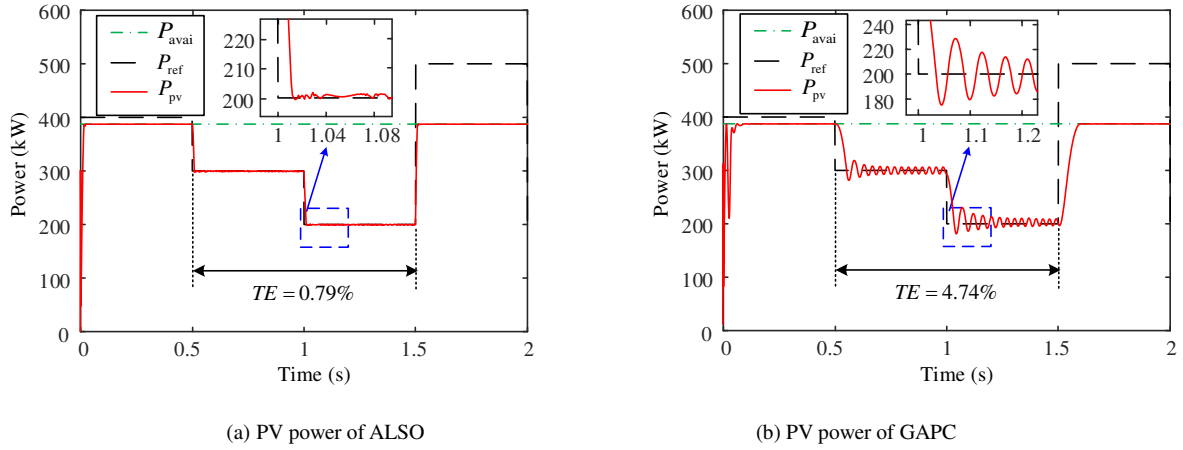 600
500
400
300
200
100
0
Power (kW)
P_avai
P_ref
P_pv
220
210
200
1
1.04
1.08
TE = 0.79%
0
0.5
1
1.5
2
Time (s)
(a) PV power of ALSO
600
500
400
300
200
100
0
Power (kW)
P_avai
P_ref
P_pv
240
220
200
180
1
1.1
1.2
TE = 4.74%
0
0.5
1
1.5
2
Time (s)
(b) PV power of GAPC